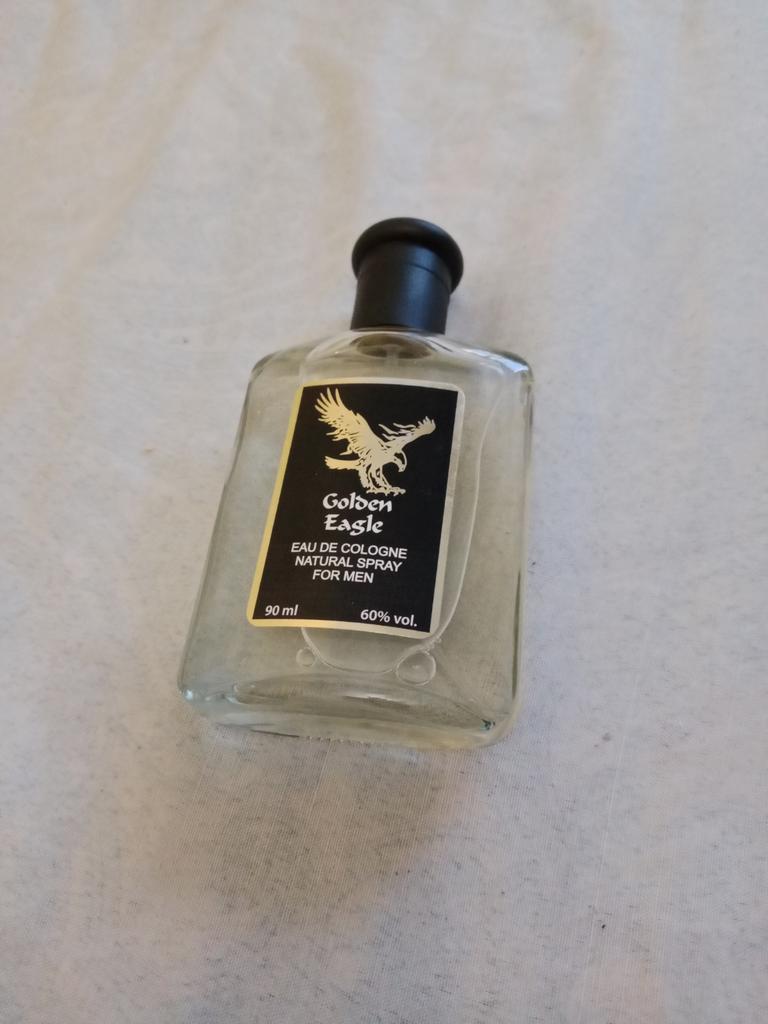 Golden
Eagle
EAU DE COLOGNE
NATURAL SPRAY
FOR MEN
90 ml 60% vol.